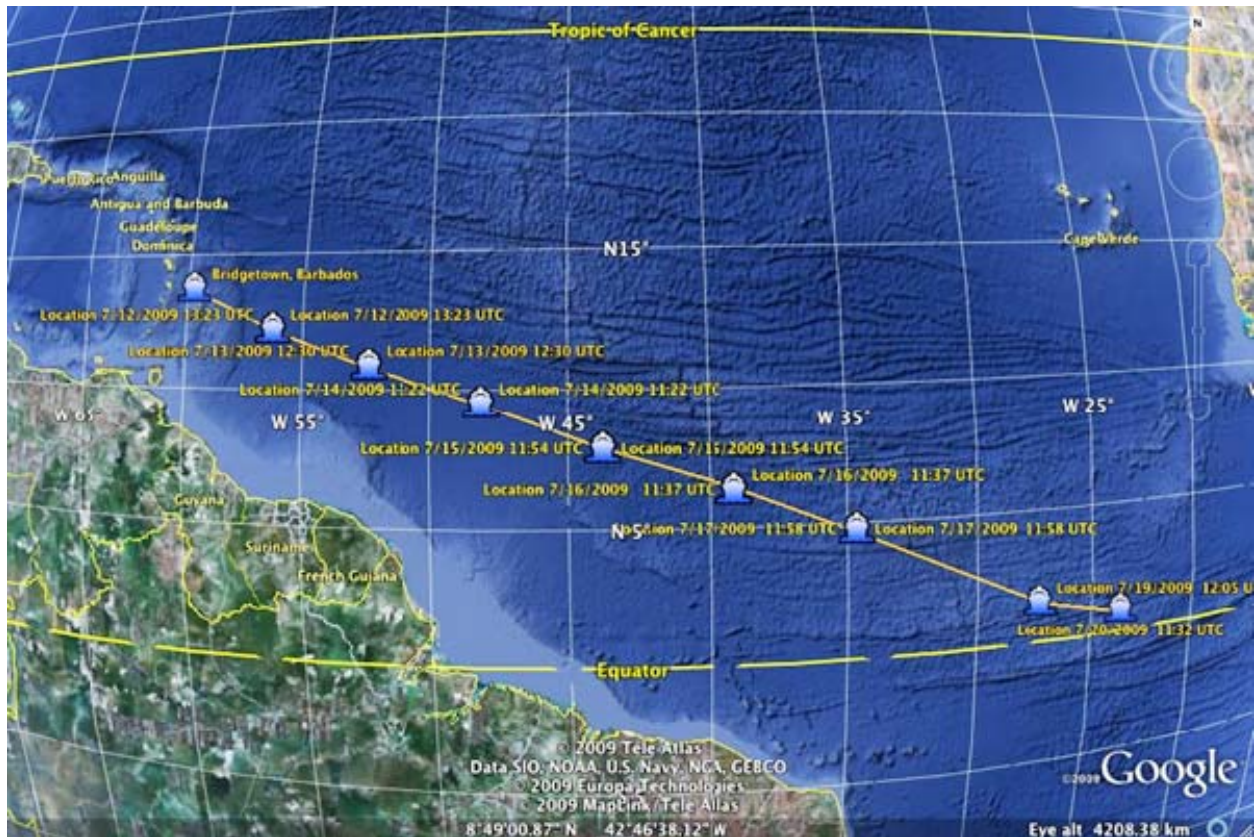 Tropic of Cancer
N
Puerto Rico
Anguilla
Antigua and Barbuda
Guadeloupe
Dominica
Cape Verde
N15°
Bridgetown, Barbados
Location 7/12/2009 13:23 UTC
Location 7/12/2009 13:23 UTC
Location 7/13/2009 12:30 UTC
Location 7/13/2009 12:30 UTC
Location 7/14/2009 11:22 UTC
Location 7/14/2009 11:22 UTC
W 65°
W 55°
W 45°
W 35°
W 25°
W
Location 7/15/2009 11:54 UTC
Location 7/15/2009 11:54 UTC
Location 7/16/2009 11:37 UTC
Location 7/16/2009 11:37 UTC
Guyana
Suriname
French Guiana
N 5°
Location 7/17/2009 11:58 UTC
Location 7/17/2009 11:58 UTC
Location 7/19/2009 12:05 U
Location 7/20/2009 11:32 UTC
Equator
© 2009 Tele Atlas
Data SIO, NOAA, U.S. Navy, NGA, GEBCO
© 2009 Europa Technologies
© 2009 MapLink/Tele Atlas
©2009 Google
8°49'00.87" N 42°46'38.12" W
Eye alt 4208.38 km